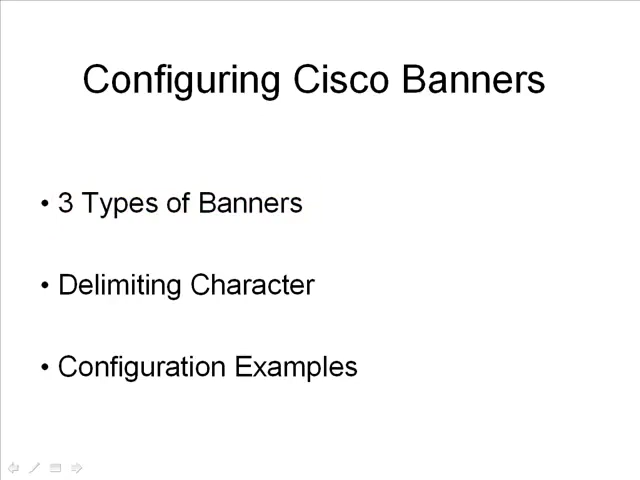 Configuring Cisco Banners
• 3 Types of Banners
• Delimiting Character
• Configuration Examples